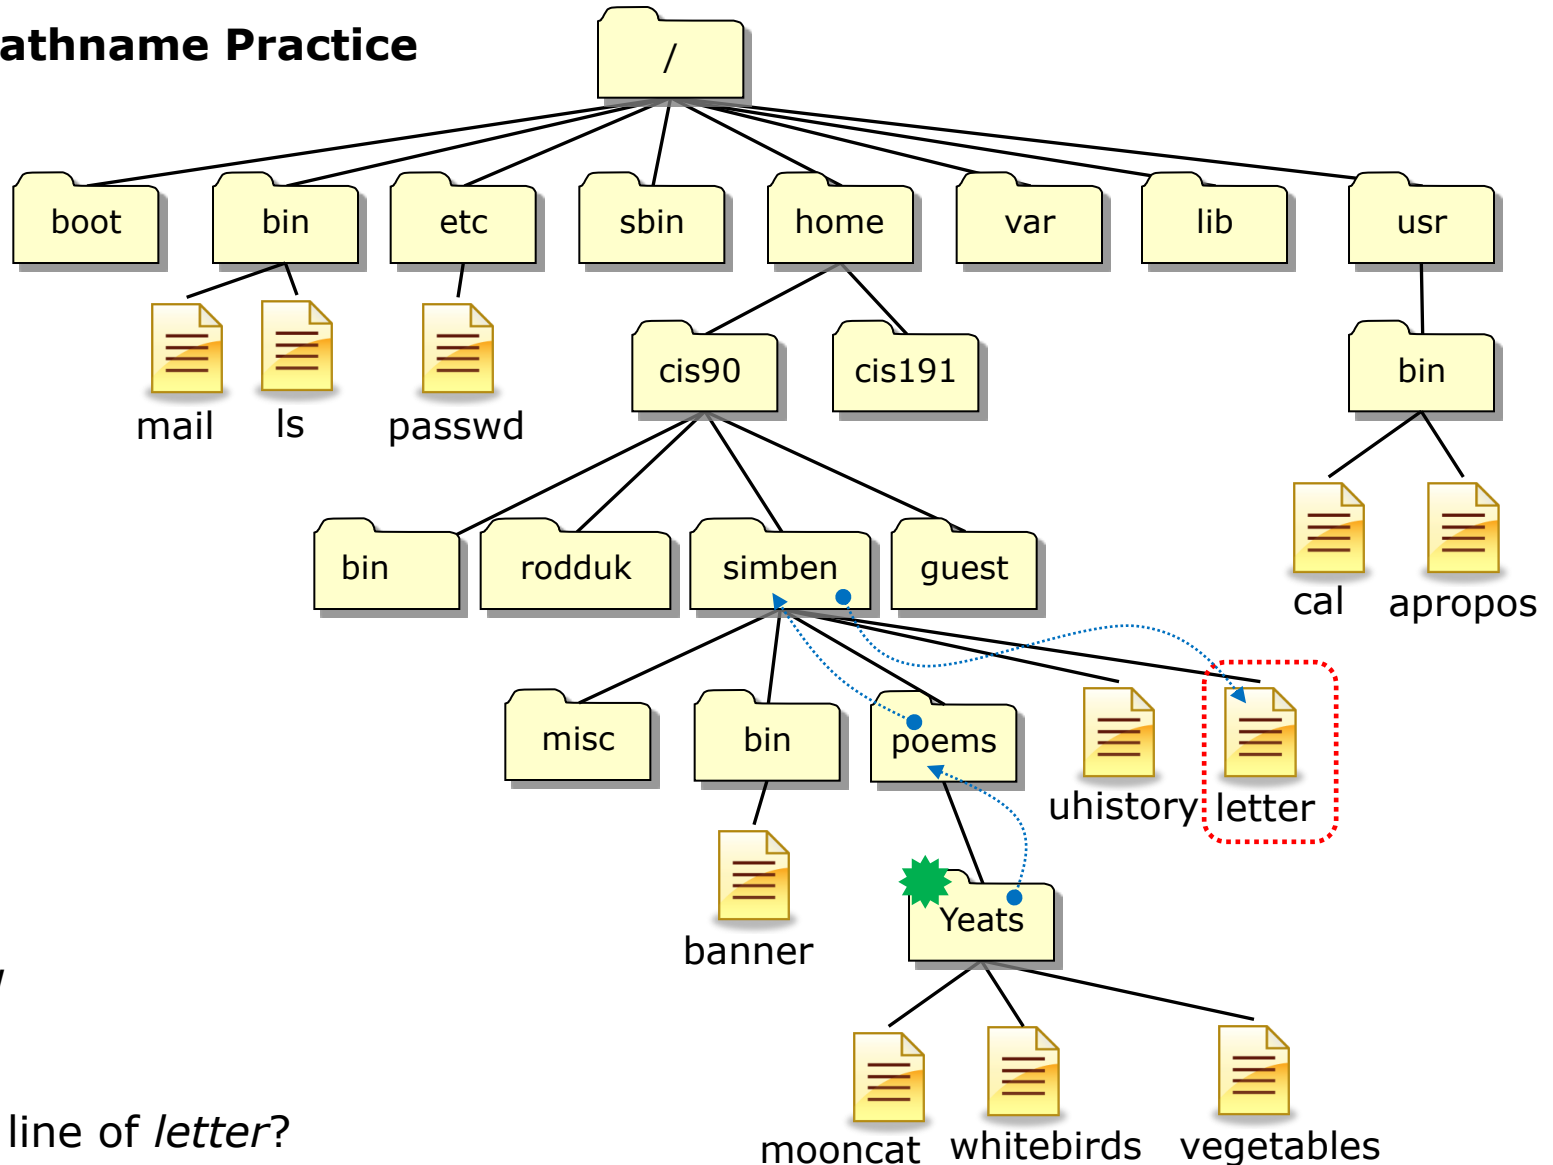 athname Practice
/
boot bin etc sbin home var lib usr
mail ls passwd
cis90 cis191 bin
bin rodduk simben guest
cal apropos
misc bin poems
uhistory letter
banner
Yeats
line of letter?
mooncat whitebirds vegetables